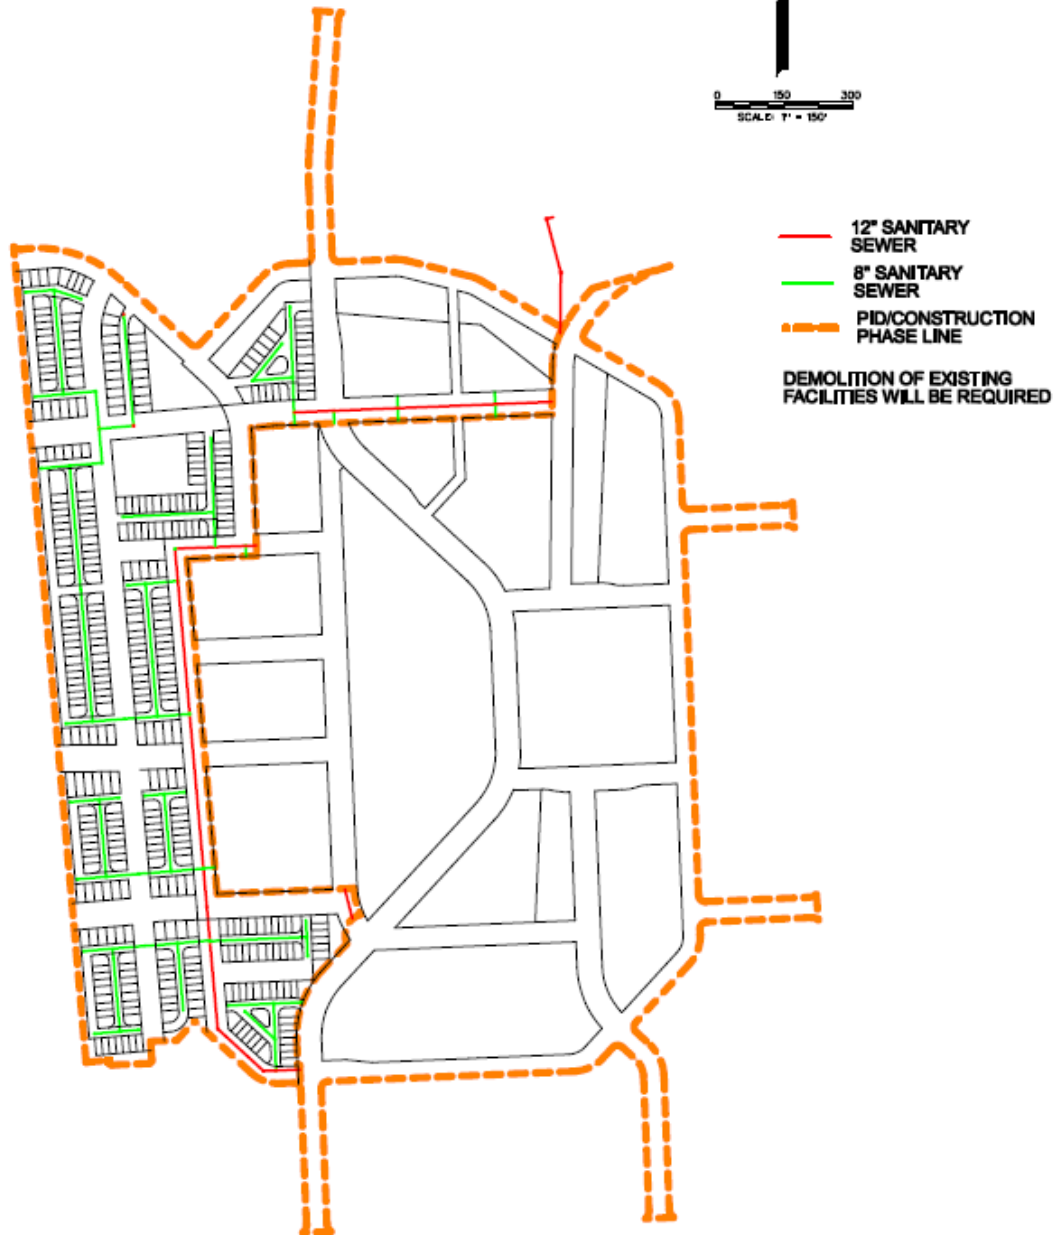 0 150 300
SCALE: 1" = 150'
12" SANITARY
SEWER
8" SANITARY
SEWER
PID/CONSTRUCTION
PHASE LINE
DEMOLITION OF EXISTING
FACILITIES WILL BE REQUIRED